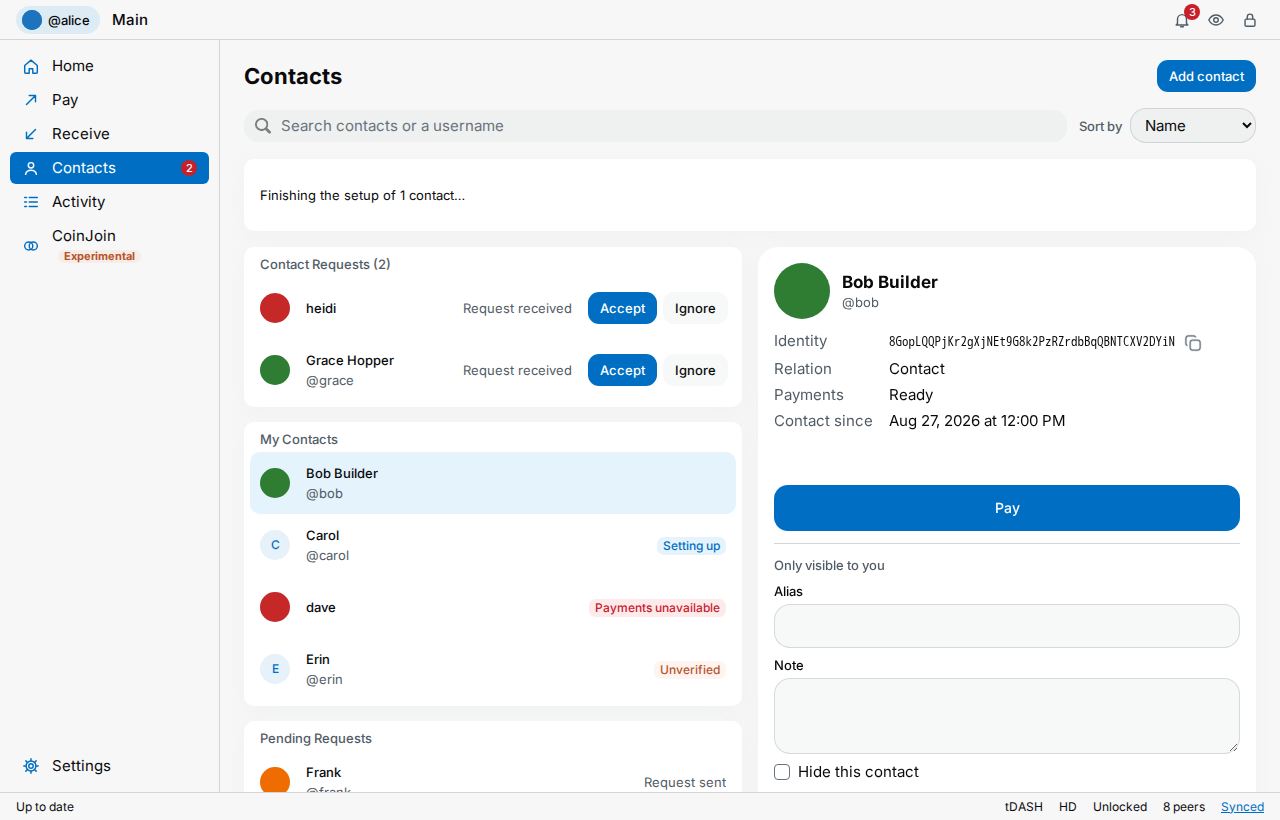 @alice
Main
3
Home
Pay
Receive
Contacts
2
Activity
CoinJoin
Experimental
Settings
Contacts
Add contact
Search contacts or a username
Sort by
Name
Finishing the setup of 1 contact...
Contact Requests (2)
heidi
Request received
Accept
Ignore
Grace Hopper
@grace
Request received
Accept
Ignore
My Contacts
Bob Builder
@bob
C
Carol
@carol
Setting up
dave
Payments unavailable
E
Erin
@erin
Unverified
Pending Requests
Frank
@frank
Request sent
Bob Builder
@bob
Identity
8GopLQQPjKr2gXjNEt9G8k2PzRZrdbBqQBNTCXV2DYiN
Relation
Contact
Payments
Ready
Contact since
Aug 27, 2026 at 12:00 PM
Pay
Only visible to you
Alias
Note
Hide this contact
Up to date
tDASH
HD
Unlocked
8 peers
Synced